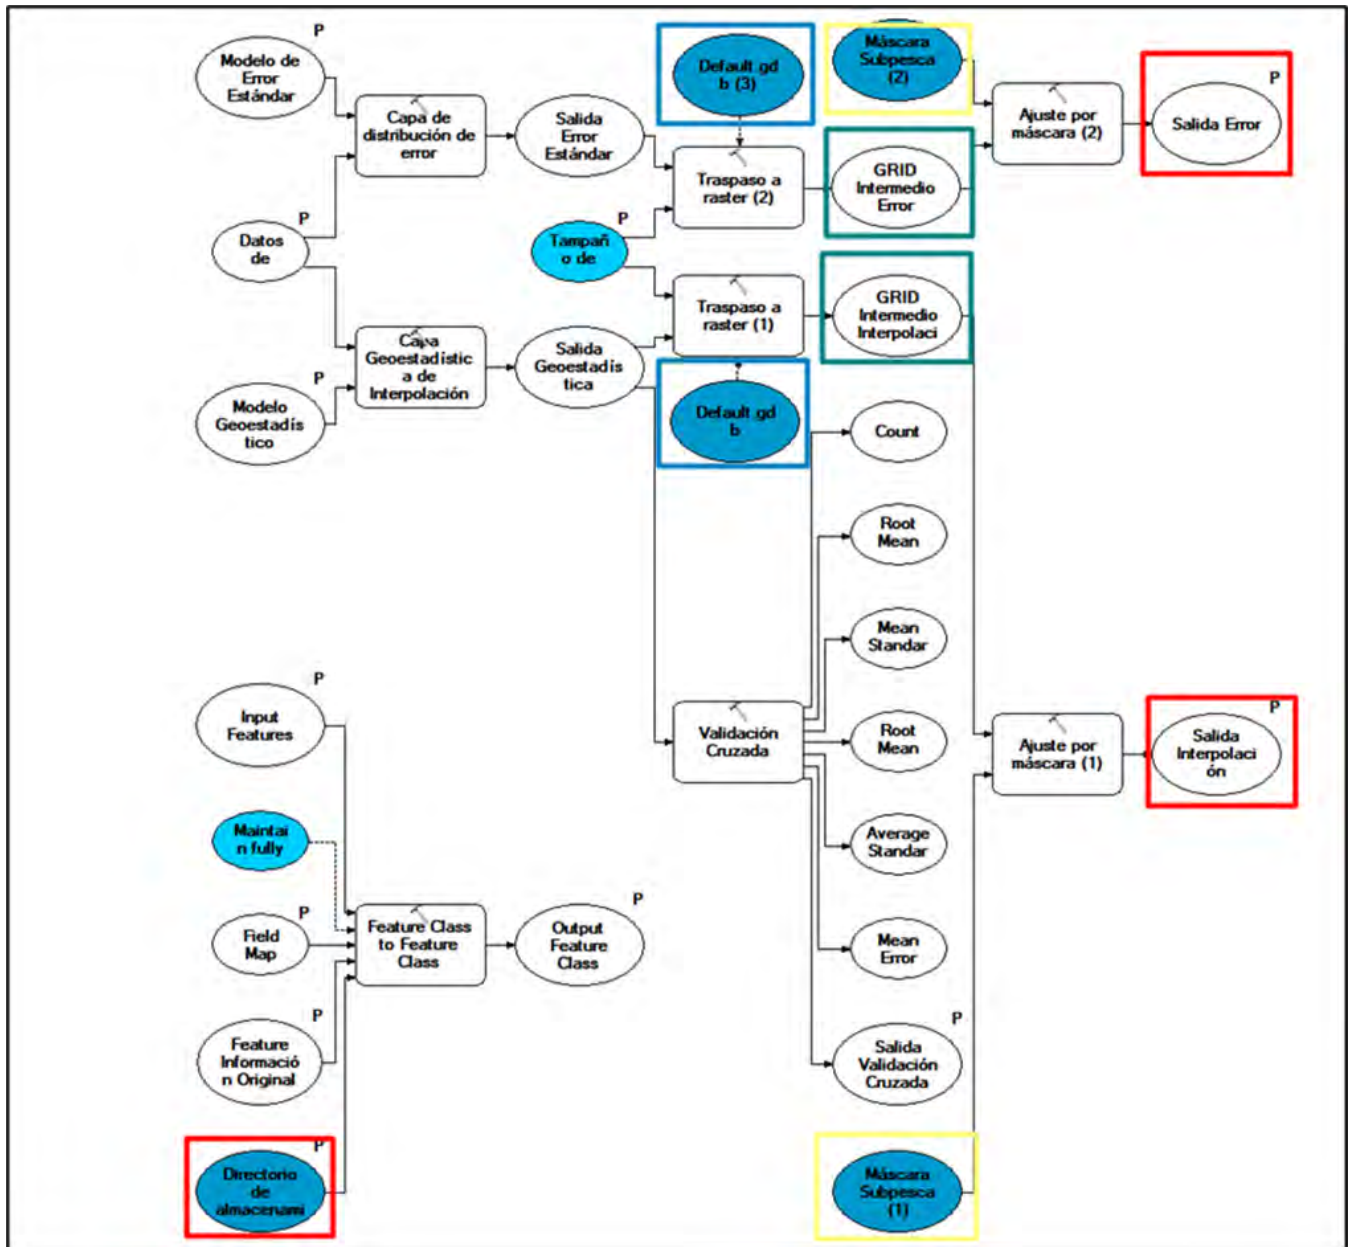 P
Modelo de
Error
Estándar
Capa de
distribución de
error
Salida
Error
Estándar
Default.gd
b (3)
Máscara
Subpesca
(2)
Ajuste por
máscara (2)
P
Salida Error
Traspaso a
raster (2)
GRID
Intermedio
Error
P
Datos
de
P
Tampañ
o de
Traspaso a
raster (1)
GRID
Intermedio
Interpolaci
Capa
Geoestadístic
a de
Interpolación
Salida
Geoestadís
tica
P
Modelo
Geoestadís
tico
Default.gd
b
Count
Root
Mean
Mean
Standar
P
Input
Features
Validación
Cruzada
Root
Mean
Ajuste por
máscara (1)
P
Salida
Interpolaci
ón
Maintai
n fully
Average
Standar
P
Field
Map
Feature Class
to Feature
Class
P
Output
Feature
Class
Mean
Error
P
Feature
Informació
n Original
P
Salida
Validación
Cruzada
P
Directorio
de
almacenami
Máscara
Subpesca
(1)